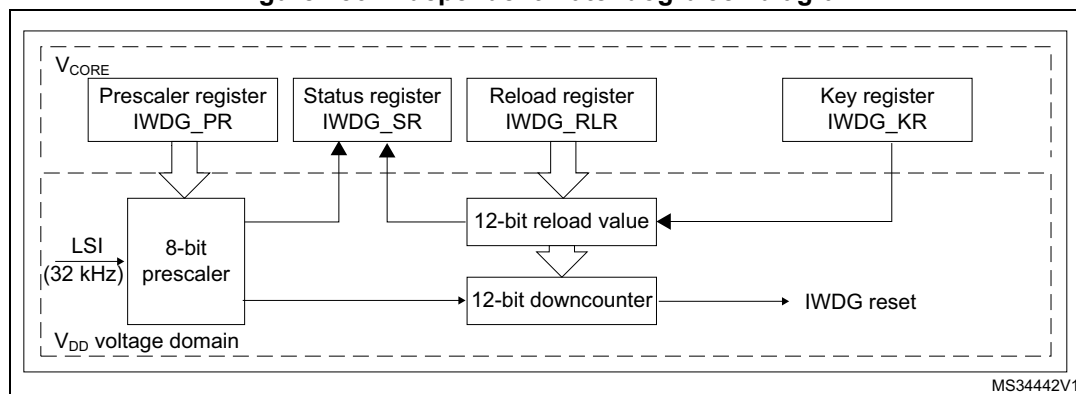 V_CORE
Prescaler register
IWDG_PR
Status register
IWDG_SR
Reload register
IWDG_RLR
Key register
IWDG_KR
LSI
(32 kHz)
8-bit
prescaler
12-bit reload value
12-bit downcounter
IWDG reset
V_DD voltage domain
MS34442V1